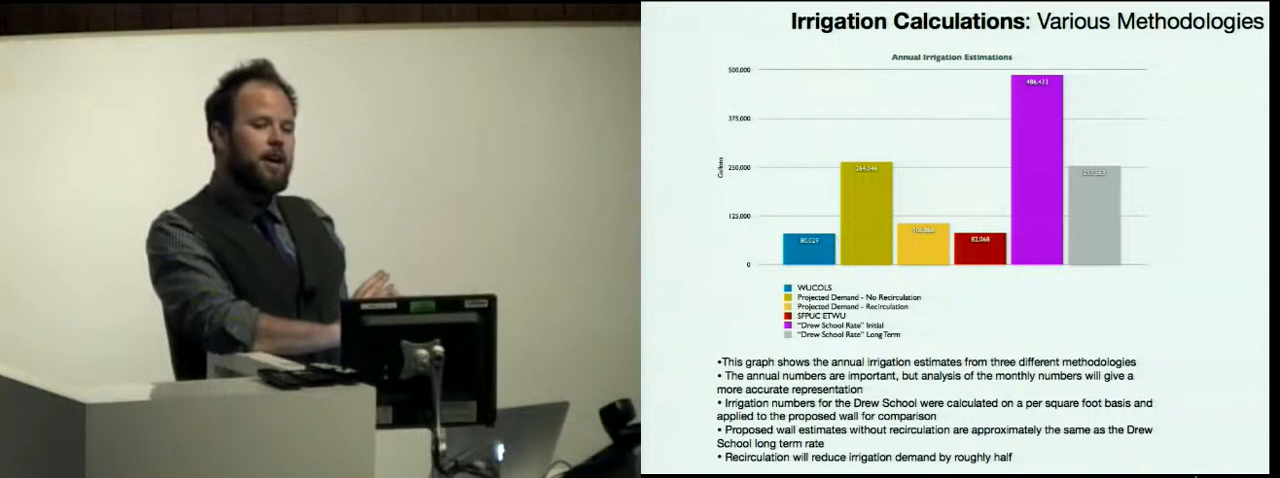 Irrigation Calculations: Various Methodologies
Annual Irrigation Estimations
500,000
375,000
250,000
125,000
0
Gallons
80,029
264,046
82,068
486,433
253,563
WUCOLS
Projected Demand - No Recirculation
Projected Demand - Recirculation
SFPUC ETWU
"Drew School Rate" Initial
"Drew School Rate" Long Term
•This graph shows the annual irrigation estimates from three different methodologies
• The annual numbers are important, but analysis of the monthly numbers will give a
more accurate representation
• Irrigation numbers for the Drew School were calculated on a per square foot basis and
applied to the proposed wall for comparison
• Proposed wall estimates without recirculation are approximately the same as the Drew
School long term rate
• Recirculation will reduce irrigation demand by roughly half